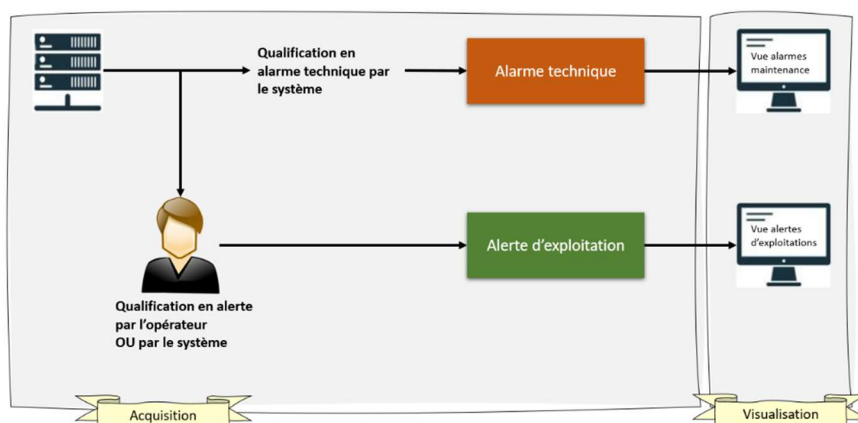 Qualification en
alarme technique par
le système
Alarme technique
Vue alarmes
maintenance
Alerte d'exploitation
Vue alertes
d'exploitations
Qualification en alerte
par l'opérateur
OU par le système
Acquisition
Visualisation